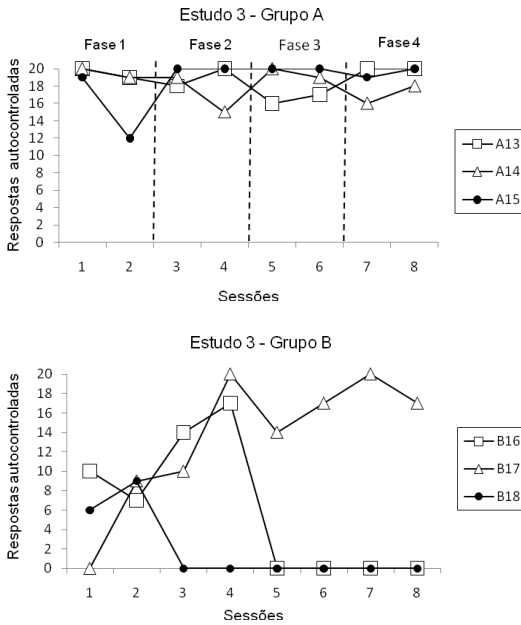 Estudo 3 - Grupo A
Fase 1 Fase 2 Fase 3 Fase 4
Respostas autocontroladas
20
18
16
14
12
10
8
6
4
2
0
1 2 3 4 5 6 7 8
Sessões
A13
A14
A15
Estudo 3 - Grupo B
Respostas autocontroladas
20
18
16
14
12
10
8
6
4
2
0
1 2 3 4 5 6 7 8
Sessões
B16
B17
B18